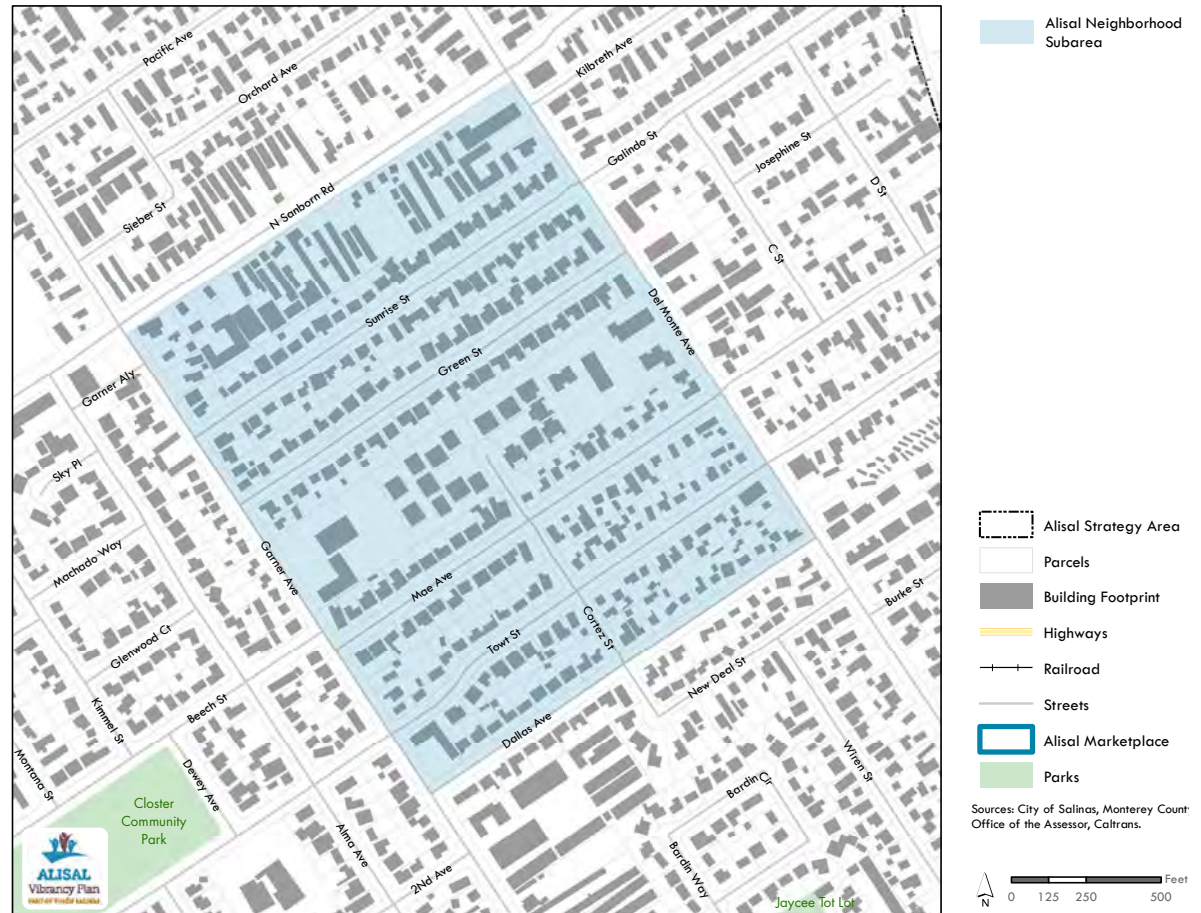 Pacific Ave
Orchard Ave
Kilbreth Ave
Galindo St
Josephine St
D St
C St
Sieber St
N Sanborn Rd
Sunrise St
Green St
Del Monte Ave
Garner Aly
Sky Pl
Machado Way
Garner Ave
Mae Ave
Towt St
Cortez St
Burke St
Glenwood Ct
Kimmel St
Beech St
New Deal St
Dallas Ave
Montana St
Dewey Ave
Wiren St
Bardin Cir
Closter
Community
Park
Alma Ave
2Nd Ave
Bardin Way
Jaycee Tot Lot
ALISAL
Vibrancy Plan
Alisal Neighborhood
Subarea
Alisal Strategy Area
Parcels
Building Footprint
Highways
Railroad
Streets
Alisal Marketplace
Parks
Sources: City of Salinas, Monterey County
Office of the Assessor, Caltrans.
N
Feet
0 125 250 500